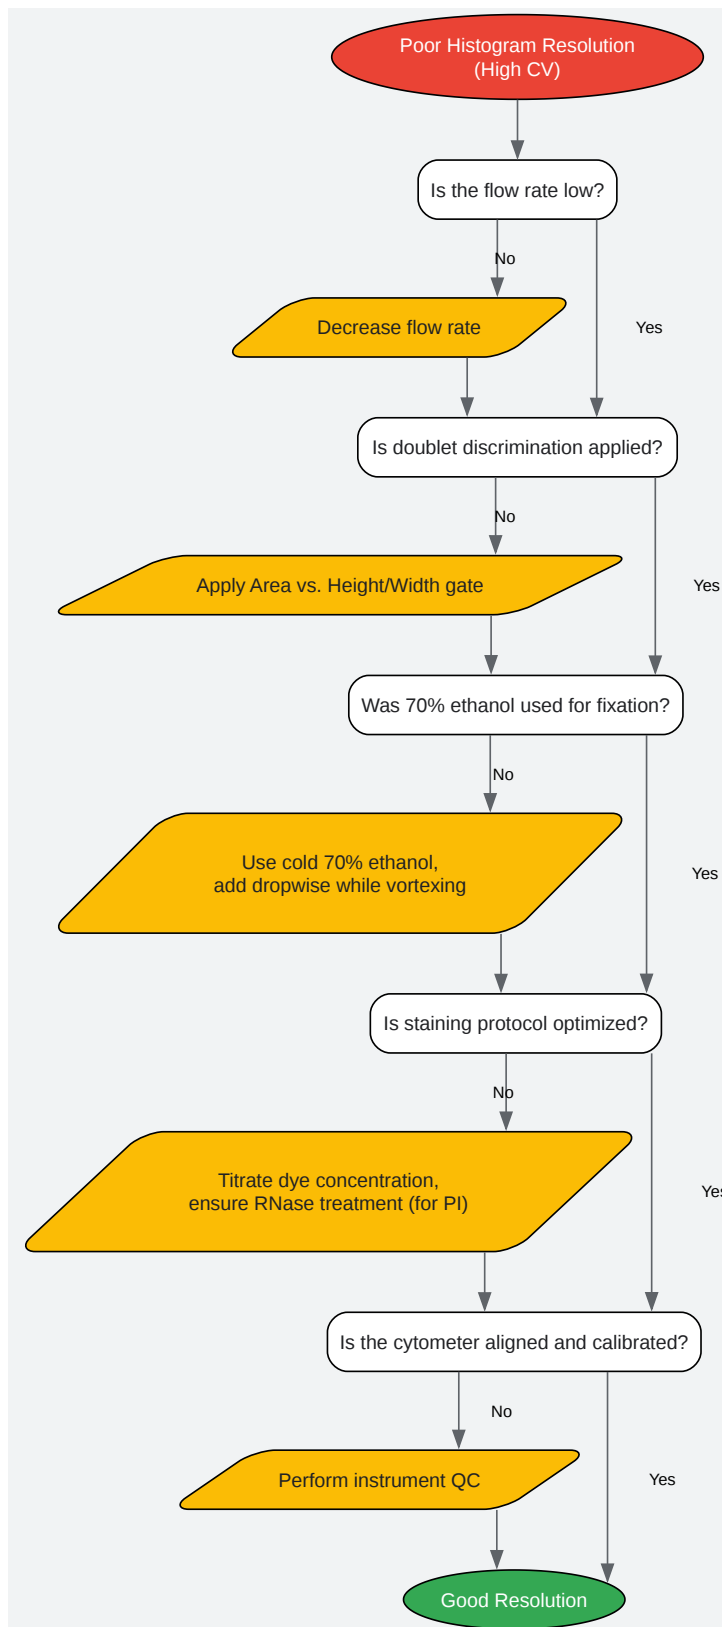 Poor Histogram Resolution
(High CV)
Is the flow rate low?
No
Decrease flow rate
Yes
Is doublet discrimination applied?
No
Apply Area vs. Height/Width gate
Yes
Was 70% ethanol used for fixation?
No
Use cold 70% ethanol,
add dropwise while vortexing
Yes
Is staining protocol optimized?
No
Titrate dye concentration,
ensure RNase treatment (for PI)
Yes
Is the cytometer aligned and calibrated?
No
Perform instrument QC
Yes
Good Resolution